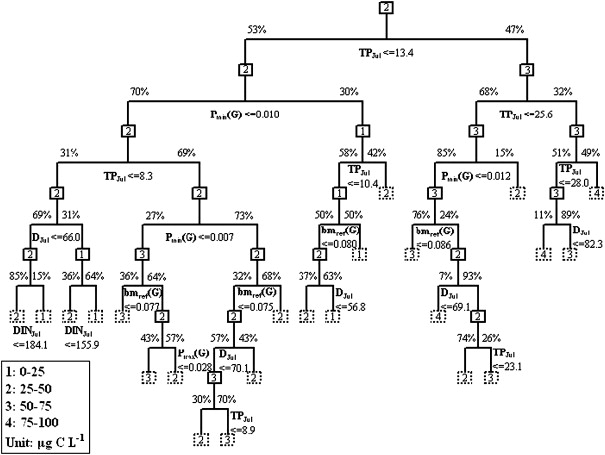 2
53% 47%
TP_Jul <=13.4
2 3
70% 30% 68% 32%
P_mn(G) <=0.010 TP_Jul <=25.6
2 1 3 3
31% 69% 58% 42% 85% 15% 51% 49%
TP_Jul <=8.3 TP_Jul <=10.4 P_mn(G) <=0.012 TP_Jul <=28.0
2 2 1 2 3 2 3 4
69% 31% 27% 73% 50% 50% 76% 24% 11% 89%
D_Jul <=66.0 P_mn(G) <=0.007 bm_ref(G) <=0.080 bm_ref(G) <=0.086 D_Jul <=82.3
2 1 3 2 2 1 3 2 4 3
85% 15% 36% 64% 36% 64% 32% 68% 37% 63% 7% 93%
bm_ref(G) <=0.077 bm_ref(G) <=0.075 D_Jul <=56.8 D_Jul <=69.1
2 1 2 1 3 2 2 2 2 1 4 2
DIN_Jul <=184.1 DIN_Jul <=155.9
43% 57% 57% 43% 74% 26%
<=0.028 D_Jul <=70.1 TP_Jul <=23.1
3 2 3 2 2 3
30% 70%
TP_Jul <=8.9
2 3
1: 0-25
2: 25-50
3: 50-75
4: 75-100
Unit: µg C L⁻¹